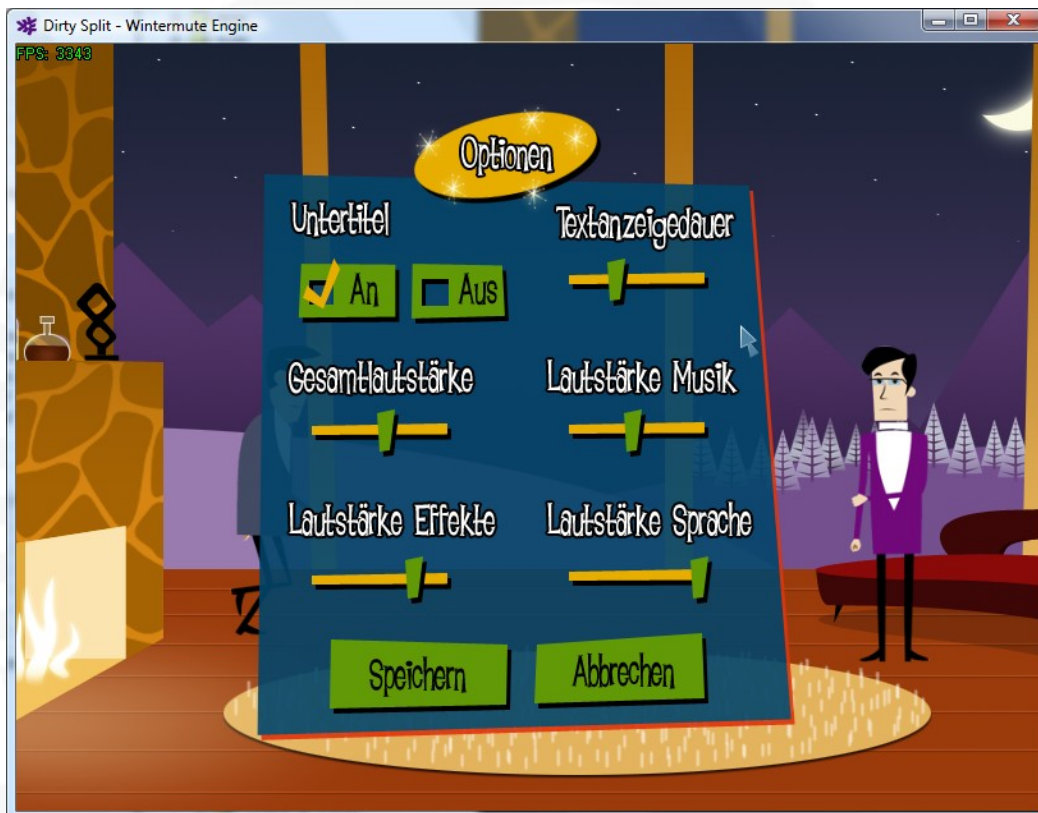 Dirty Split - Wintermute Engine
FPS: 3343
Optionen
Untertitel
Textanzeigedauer
An
Aus
Gesamtlautstärke
Lautstärke Musik
Lautstärke Effekte
Lautstärke Sprache
Speichern
Abbrechen